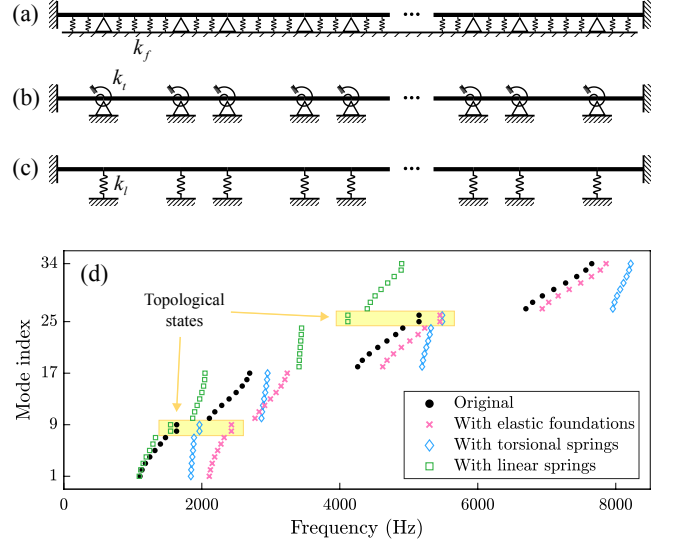 (a)
k_f
(b)
k_t
...
(c)
k_l
...
(d)
Topological
states
Mode index
34
25
17
9
1
0
2000
4000
6000
8000
Frequency (Hz)
Original
With elastic foundations
With torsional springs
With linear springs